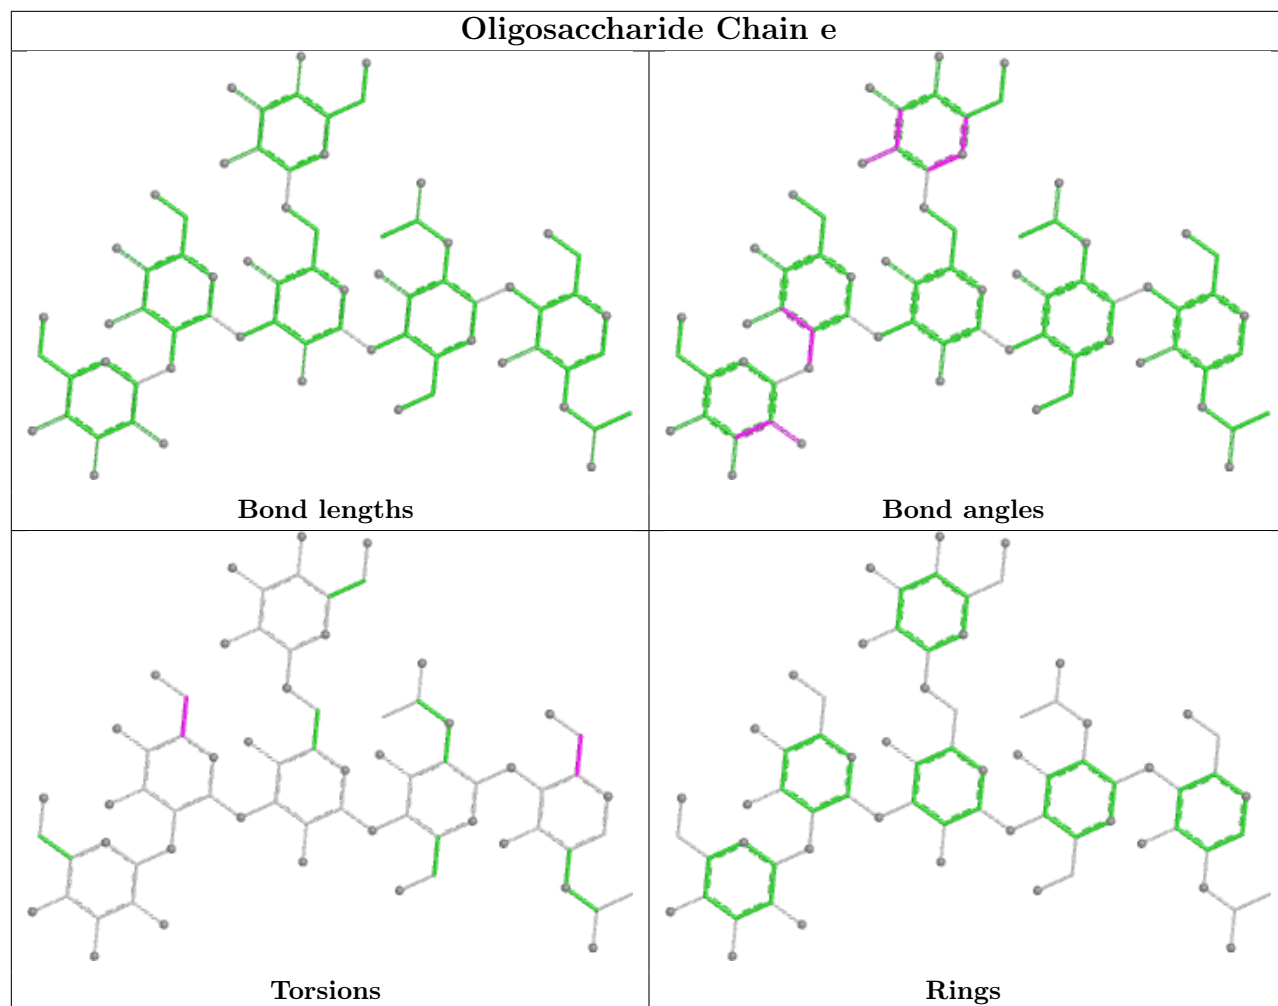 Oligosaccharide Chain e
Bond lengths
Bond angles
Torsions
Rings